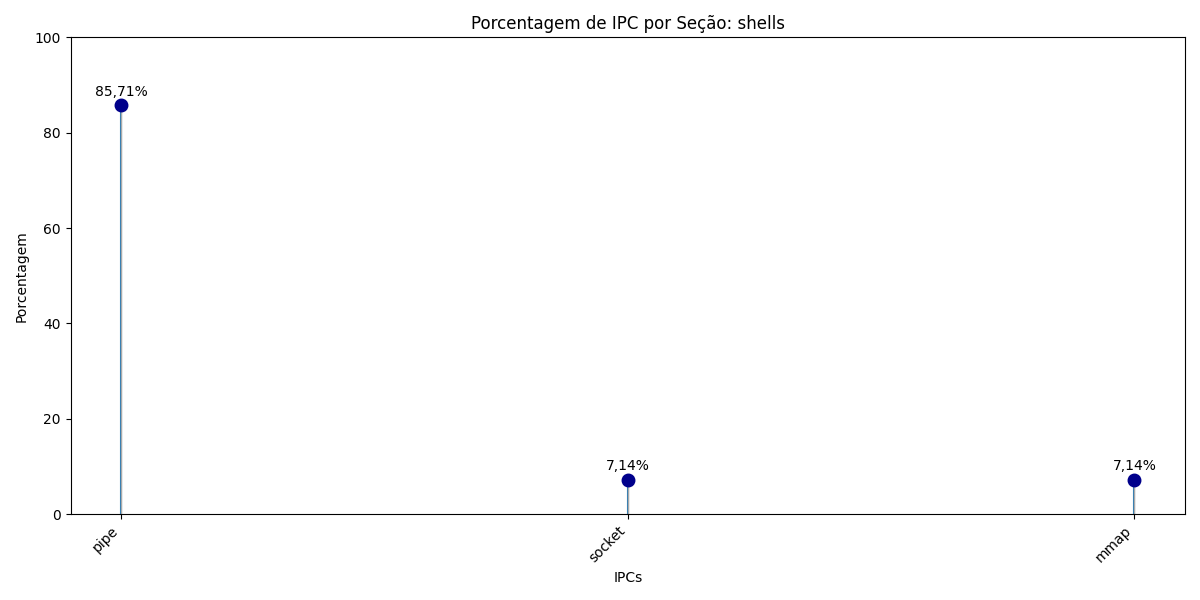 Porcentagem de IPC por Seção: shells
100
80
60
40
20
0
Porcentagem
85,71%
7,14%
7,14%
pipe
socket
mmap
IPCs